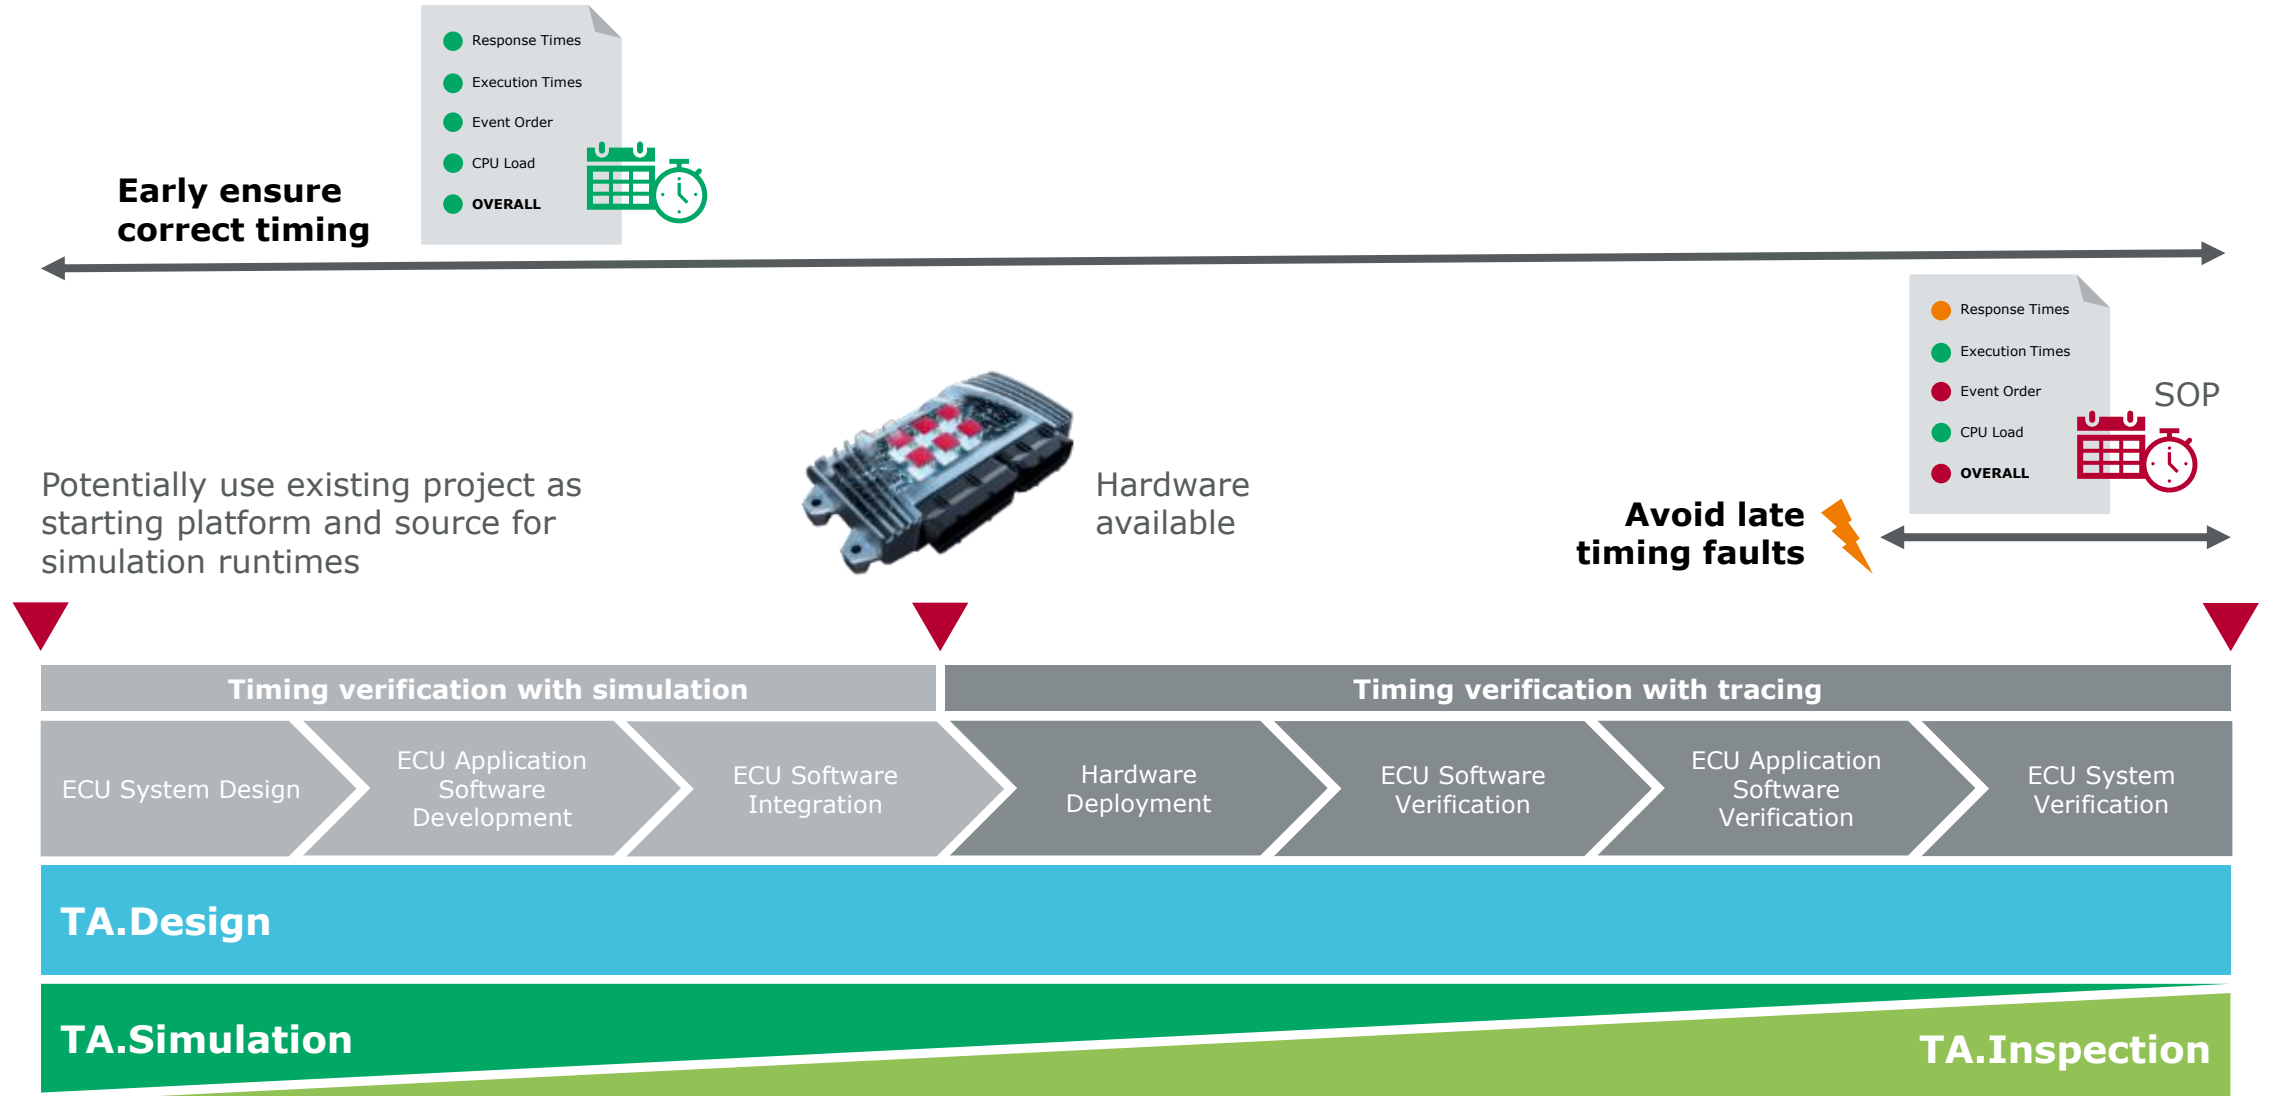 Response Times
Execution Times
Event Order
CPU Load
OVERALL
Early ensure
correct timing
Response Times
Execution Times
Event Order
CPU Load
OVERALL
SOP
Potentially use existing project as
starting platform and source for
simulation runtimes
Hardware
available
Avoid late
timing faults
Timing verification with simulation
Timing verification with tracing
ECU System Design
ECU Application
Software
Development
ECU Software
Integration
Hardware
Deployment
ECU Software
Verification
ECU Application
Software
Verification
ECU System
Verification
TA.Design
TA.Simulation
TA.Inspection